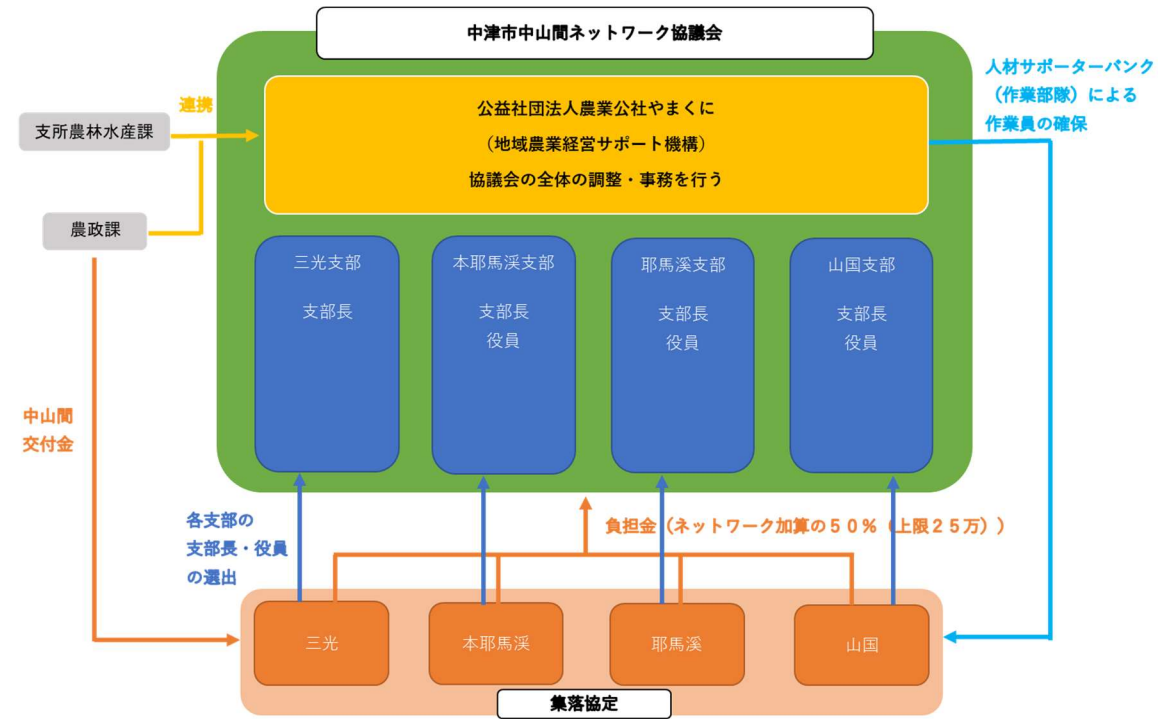 中津市中山間ネットワーク協議会
人材サポーターバンク
（作業部隊）による
作業員の確保
連携
支所農林水産課
農政課
公益社団法人農業公社やまくに
（地域農業経営サポート機構）
協議会の全体の調整・事務を行う
三光支部
支部長
本耶馬渓支部
支部長
役員
耶馬溪支部
支部長
役員
山国支部
支部長
役員
中山間
交付金
各支部の
支部長・役員
の選出
負担金（ネットワーク加算の５０％（上限２５万））
三光
本耶馬渓
耶馬溪
山国
集落協定